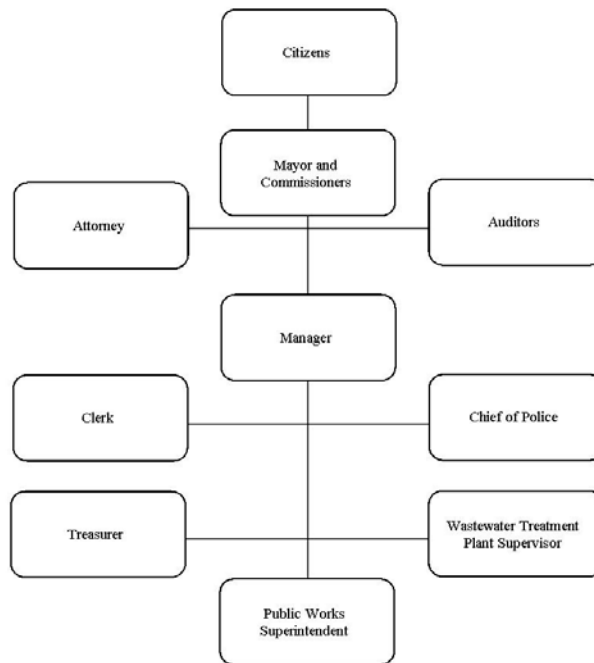 Citizens
Mayor and
Commissioners
Attorney
Auditors
Manager
Clerk
Chief of Police
Treasurer
Wastewater Treatment
Plant Supervisor
Public Works
Superintendent